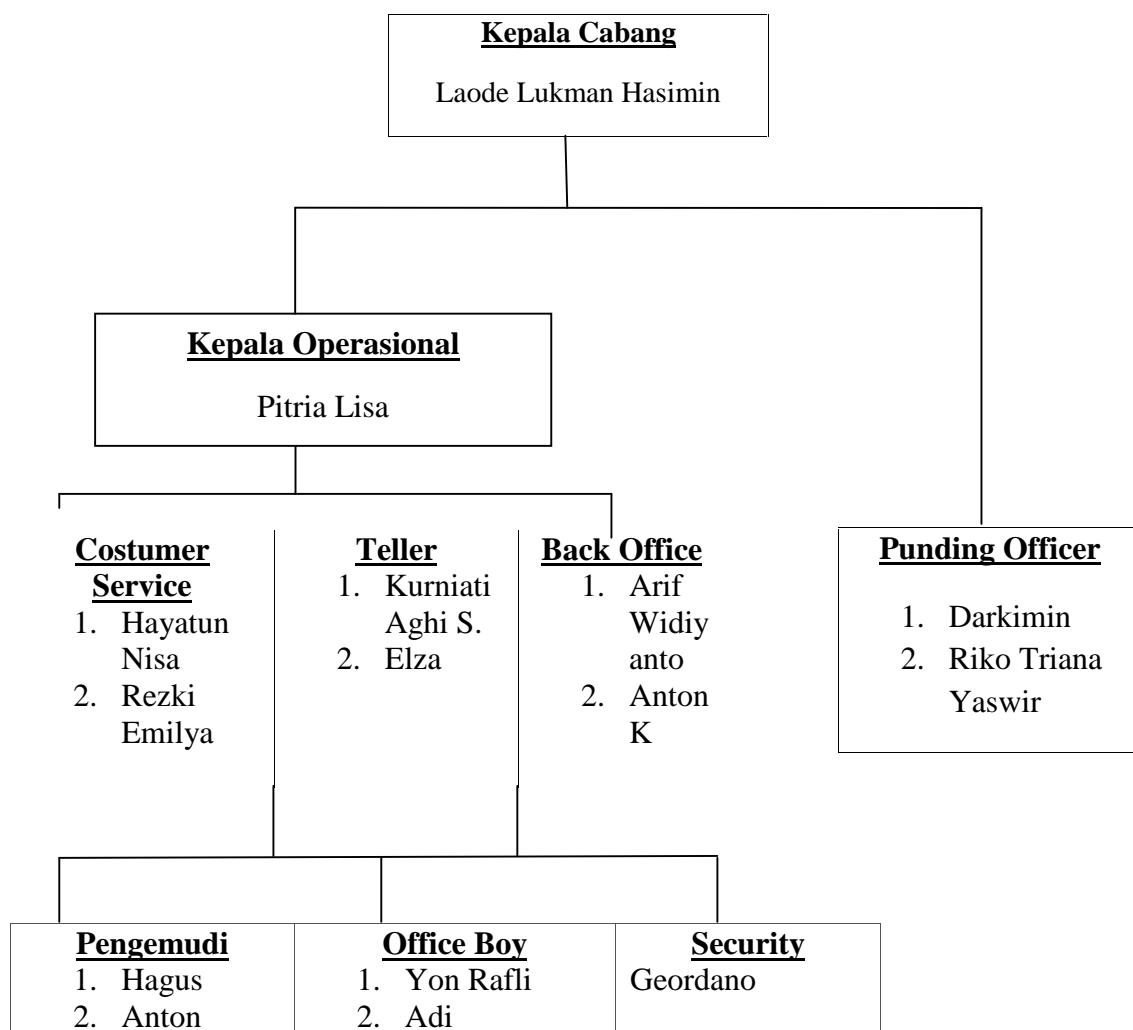 Kepala Cabang
Laode Lukman Hasimin
Kepala Operasional
Pitria Lisa
Costumer
Service
1. Hayatun
Nisa
2. Rezki
Emilya
Teller
1. Kurniati
Aghi S.
2. Elza
Back Office
1. Arif
Widiy
anto
2. Anton
K
Punding Officer
1. Darkimin
2. Riko Triana
Yaswir
Pengemudi
1. Hagus
2. Anton
Office Boy
1. Yon Rafli
2. Adi
Security
Geordano